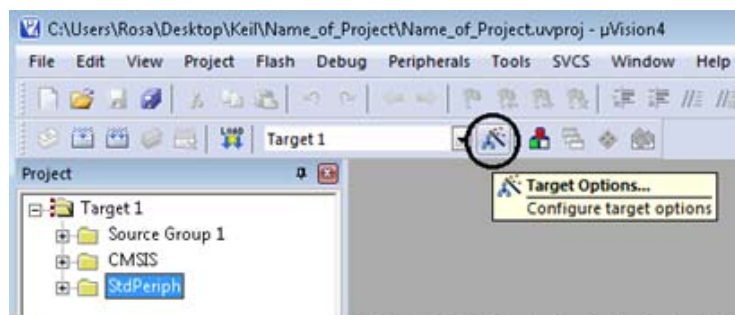 C:\Users\Rosa\Desktop\Keil\Name_of_Project\Name_of_Project.uvproj - µVision4
File Edit View Project Flash Debug Peripherals Tools SVCS Window Help
LOAD Target 1
Project
Target Options...
Configure target options
Target 1
Source Group 1
CMSIS
StdPeriph